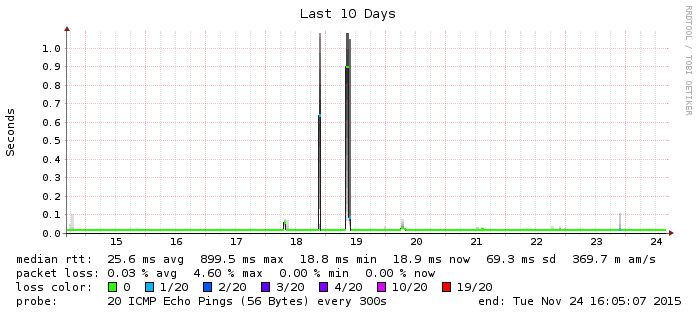 Last 10 Days
RRDTOOL / TOBI OETIKER
Seconds
1.0
0.9
0.8
0.7
0.6
0.5
0.4
0.3
0.2
0.1
0.0
15 16 17 18 19 20 21 22 23 24
median rtt: 25.6 ms avg 899.5 ms max 18.8 ms min 18.9 ms now 69.3 ms sd 369.7 m am/s
packet loss: 0.03 % avg 4.60 % max 0.00 % min 0.00 % now
loss color: 0 1/20 2/20 3/20 4/20 10/20 19/20
probe: 20 ICMP Echo Pings (56 Bytes) every 300s end: Tue Nov 24 16:05:07 2015